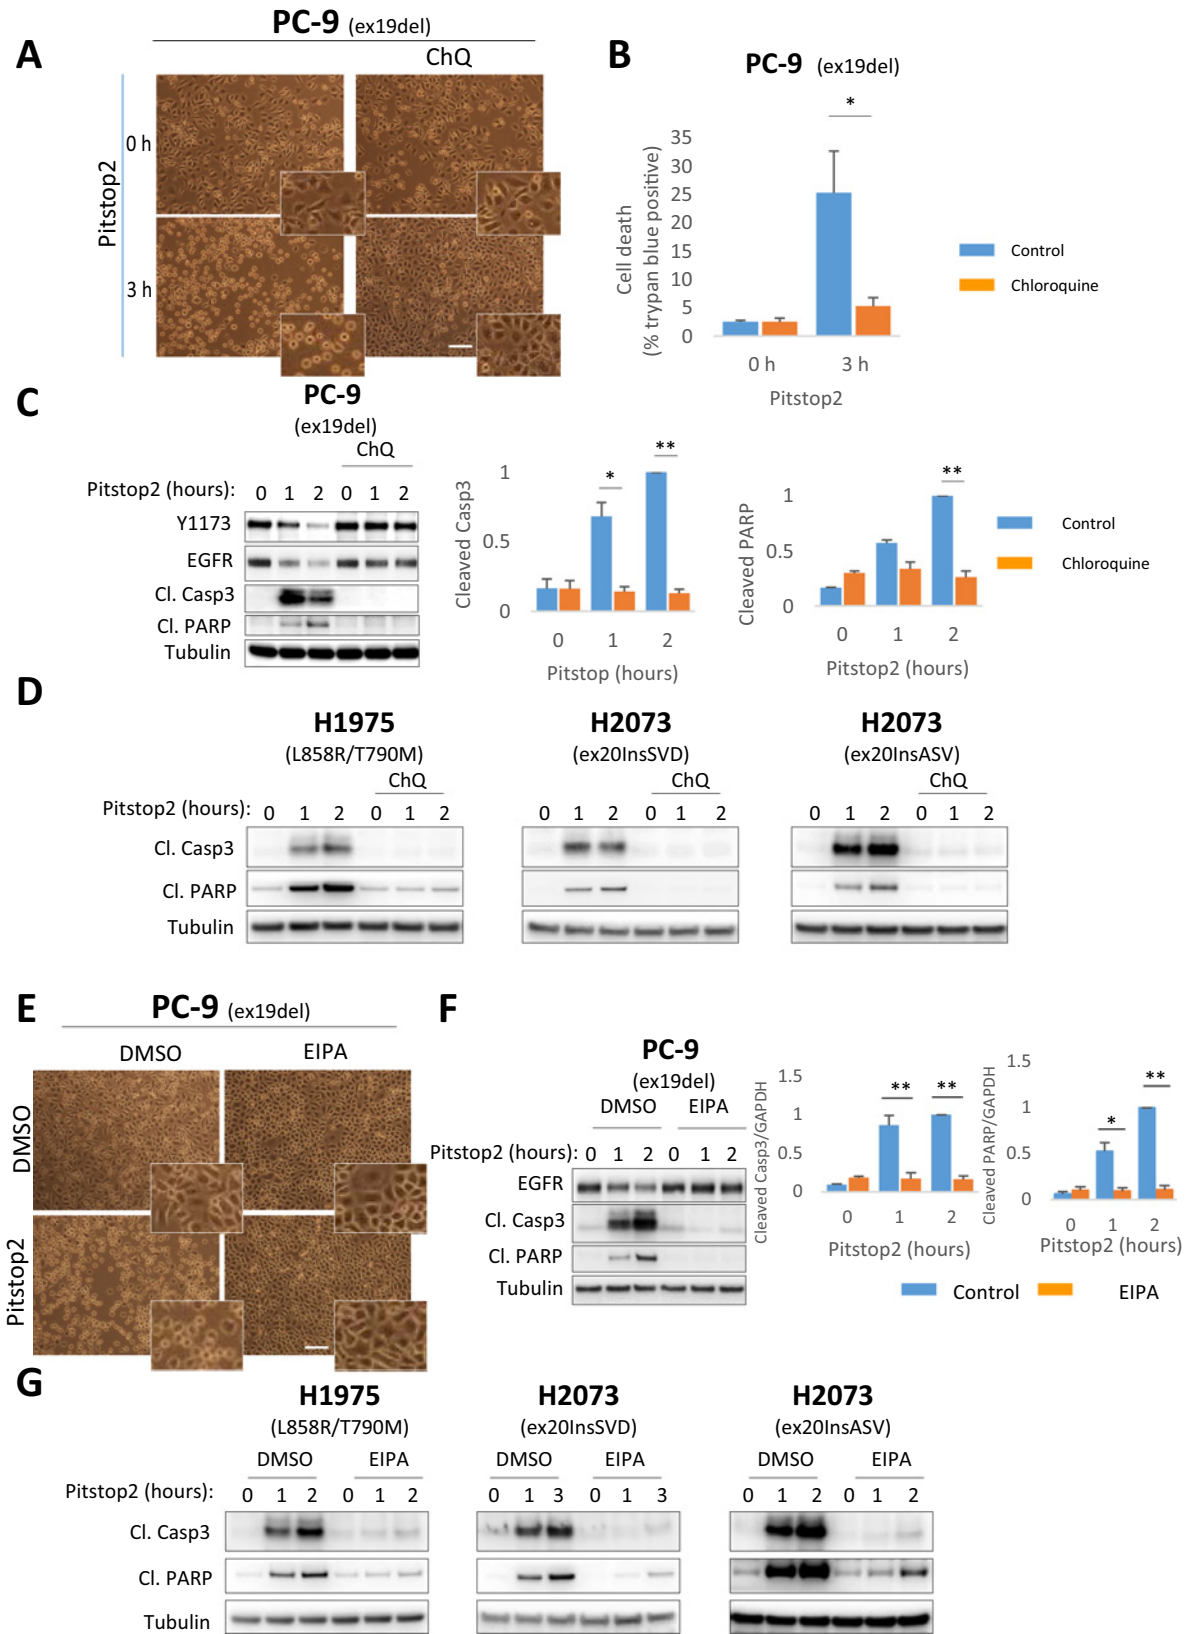 PC-9 (ex19del)
A
ChQ
Pitstop2
0 h
3 h
B
PC-9 (ex19del)
*
Cell death
(% trypan blue positive)
35
30
25
20
15
10
5
0
0 h
3 h
Pitstop2
Control
Chloroquine
C
PC-9
(ex19del)
ChQ
Pitstop2 (hours): 0 1 2 0 1 2
Y1173
EGFR
Cl. Casp3
Cl. PARP
Tubulin
Cleaved Casp3
1
0.5
0
* **
0 1 2
Pitstop (hours)
Cleaved PARP
1
0.5
0
**
0 1 2
Pitstop2 (hours)
Control
Chloroquine
D
H1975
(L858R/T790M)
ChQ
H2073
(ex20InsSVD)
ChQ
H2073
(ex20InsASV)
ChQ
Pitstop2 (hours): 0 1 2 0 1 2 0 1 2 0 1 2 0 1 2 0 1 2
Cl. Casp3
Cl. PARP
Tubulin
E
PC-9 (ex19del)
DMSO EIPA
DMSO
Pitstop2
F
PC-9
(ex19del)
DMSO EIPA
Pitstop2 (hours): 0 1 2 0 1 2
EGFR
Cl. Casp3
Cl. PARP
Tubulin
Cleaved Casp3/GAPDH
1.5
1
0.5
0
** **
0 1 2
Pitstop2 (hours)
Cleaved PARP/GAPDH
1.5
1
0.5
0
* **
0 1 2
Pitstop2 (hours)
Control EIPA
G
H1975
(L858R/T790M)
DMSO EIPA
H2073
(ex20InsSVD)
DMSO EIPA
H2073
(ex20InsASV)
DMSO EIPA
Pitstop2 (hours): 0 1 2 0 1 2 0 1 3 0 1 3 0 1 2 0 1 2
Cl. Casp3
Cl. PARP
Tubulin